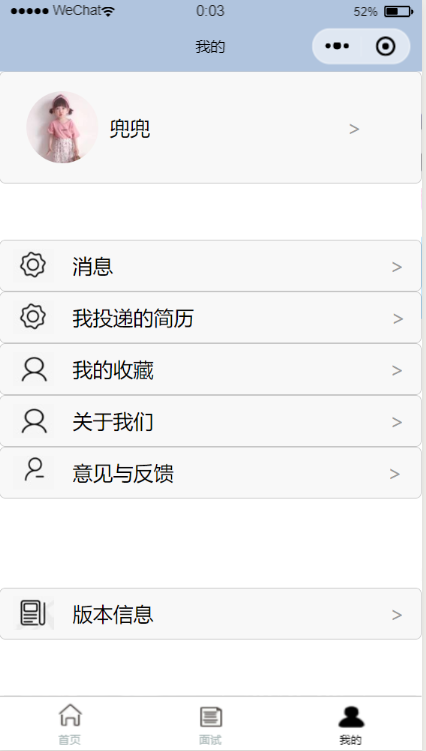 WeChat 0:03 52%
我的
兜兜 >
消息 >
我投递的简历 >
我的收藏 >
关于我们 >
意见与反馈 >
版本信息 >
首页 面试 我的